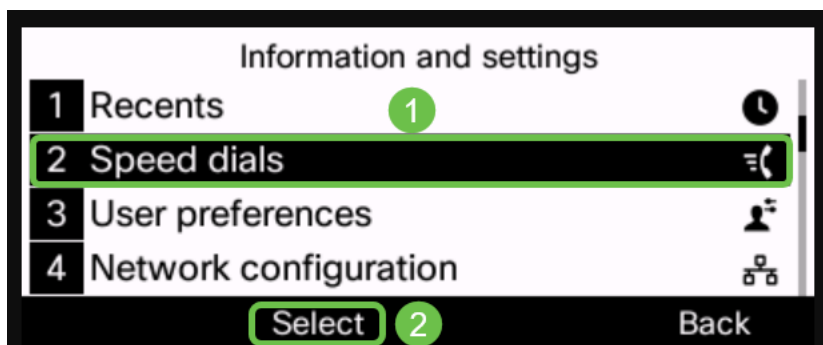 Information and settings
1 Recents
1
2 Speed dials
3 User preferences
4 Network configuration
Select 2 Back